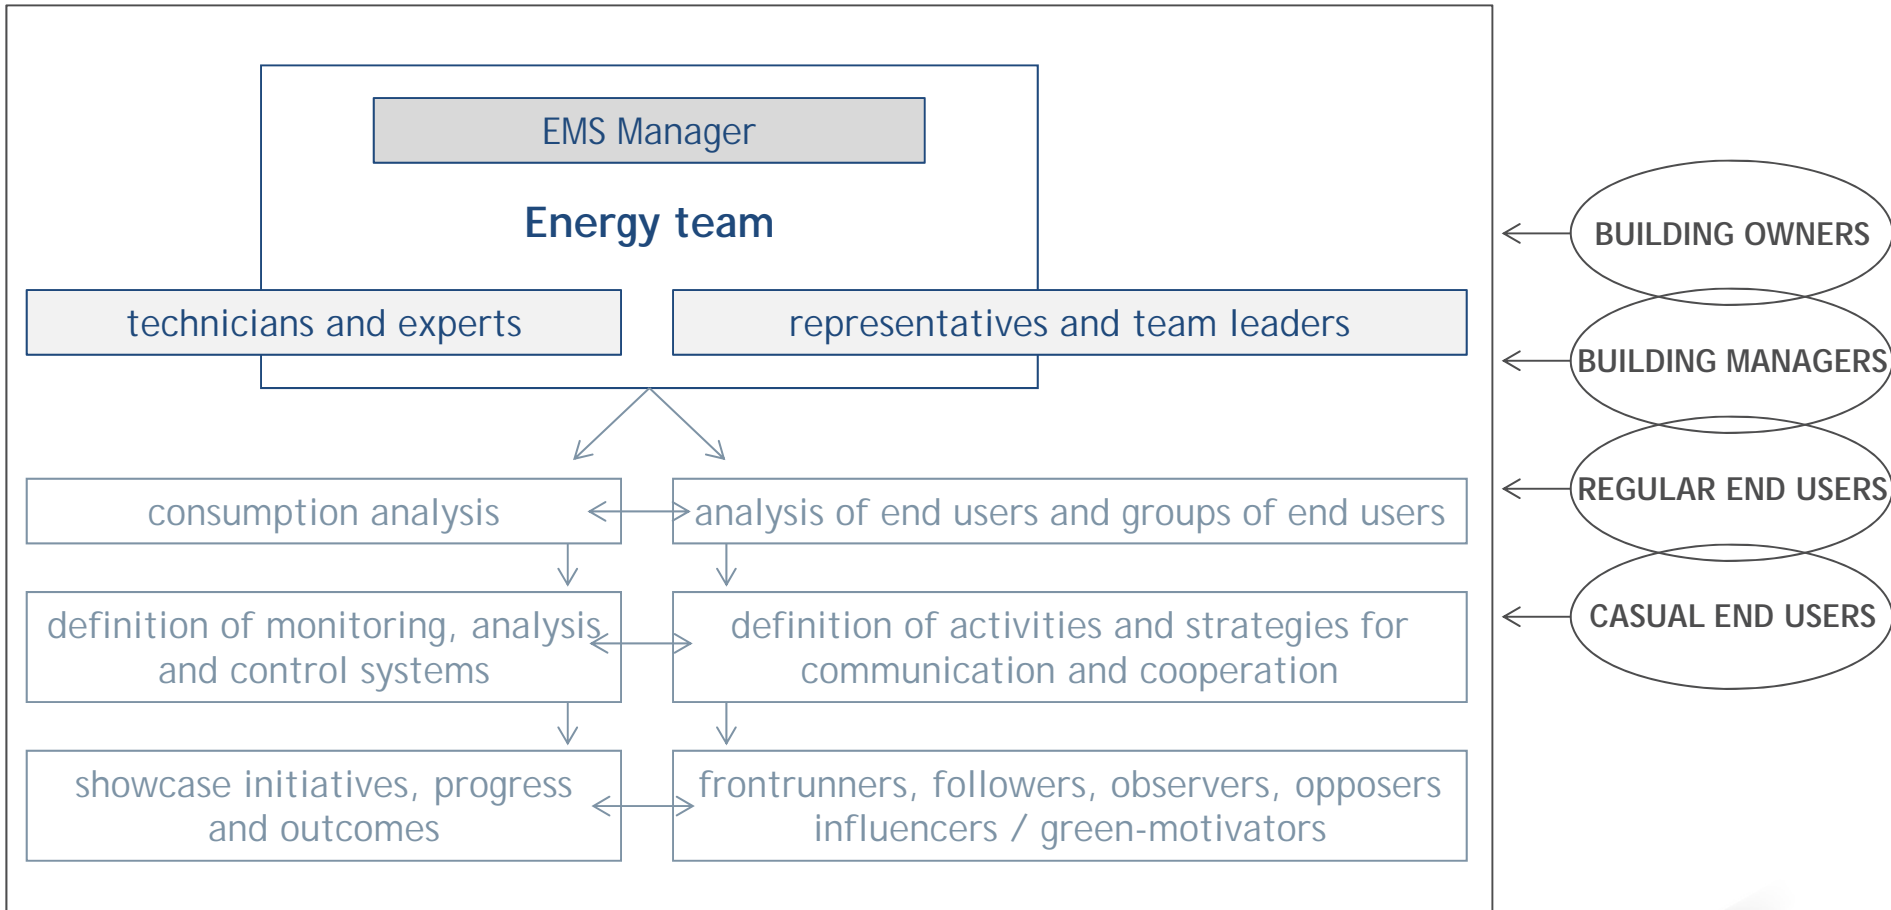 EMS Manager
Energy team
technicians and experts
representatives and team leaders
consumption analysis
analysis of end users and groups of end users
definition of monitoring, analysis
and control systems
definition of activities and strategies for
communication and cooperation
showcase initiatives, progress
and outcomes
frontrunners, followers, observers, opposers
influencers / green-motivators
BUILDING OWNERS
BUILDING MANAGERS
REGULAR END USERS
CASUAL END USERS